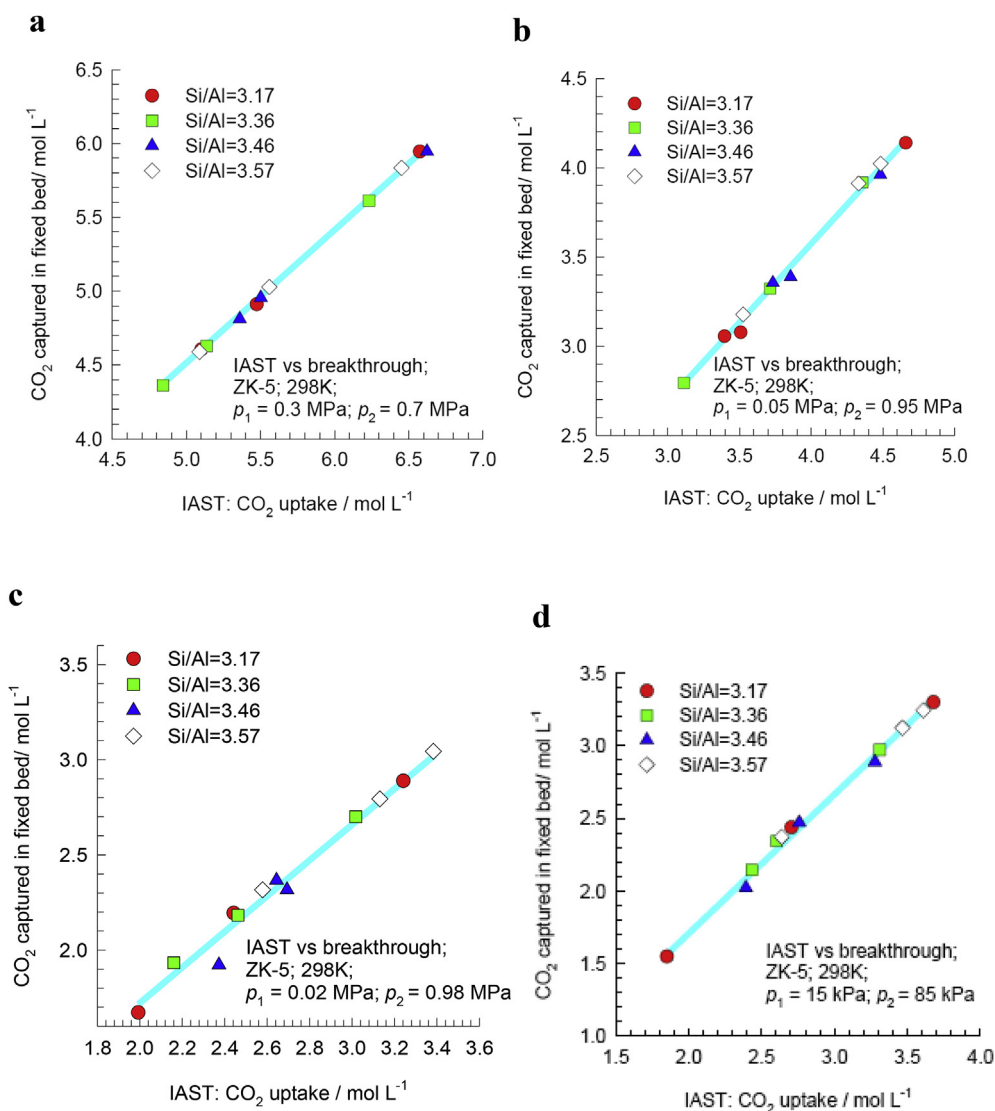 a
CO2 captured in fixed bed/ mol L-1
6.5
6.0
5.5
5.0
4.5
4.0
Si/Al=3.17
Si/Al=3.36
Si/Al=3.46
Si/Al=3.57
IAST vs breakthrough;
ZK-5; 298K;
p1 = 0.3 MPa; p2 = 0.7 MPa
4.5 5.0 5.5 6.0 6.5 7.0
IAST: CO2 uptake / mol L-1
b
CO2 captured in fixed bed/ mol L-1
4.5
4.0
3.5
3.0
2.5
Si/Al=3.17
Si/Al=3.36
Si/Al=3.46
Si/Al=3.57
IAST vs breakthrough;
ZK-5; 298K;
p1 = 0.05 MPa; p2 = 0.95 MPa
2.5 3.0 3.5 4.0 4.5 5.0
IAST: CO2 uptake / mol L-1
c
CO2 captured in fixed bed/ mol L-1
3.5
3.0
2.5
2.0
Si/Al=3.17
Si/Al=3.36
Si/Al=3.46
Si/Al=3.57
IAST vs breakthrough;
ZK-5; 298K;
p1 = 0.02 MPa; p2 = 0.98 MPa
1.8 2.0 2.2 2.4 2.6 2.8 3.0 3.2 3.4 3.6
IAST: CO2 uptake / mol L-1
d
CO2 captured in fixed bed/ mol L-1
3.5
3.0
2.5
2.0
1.5
1.0
Si/Al=3.17
Si/Al=3.36
Si/Al=3.46
Si/Al=3.57
IAST vs breakthrough;
ZK-5; 298K;
p1 = 15 kPa; p2 = 85 kPa
1.5 2.0 2.5 3.0 3.5 4.0
IAST: CO2 uptake / mol L-1